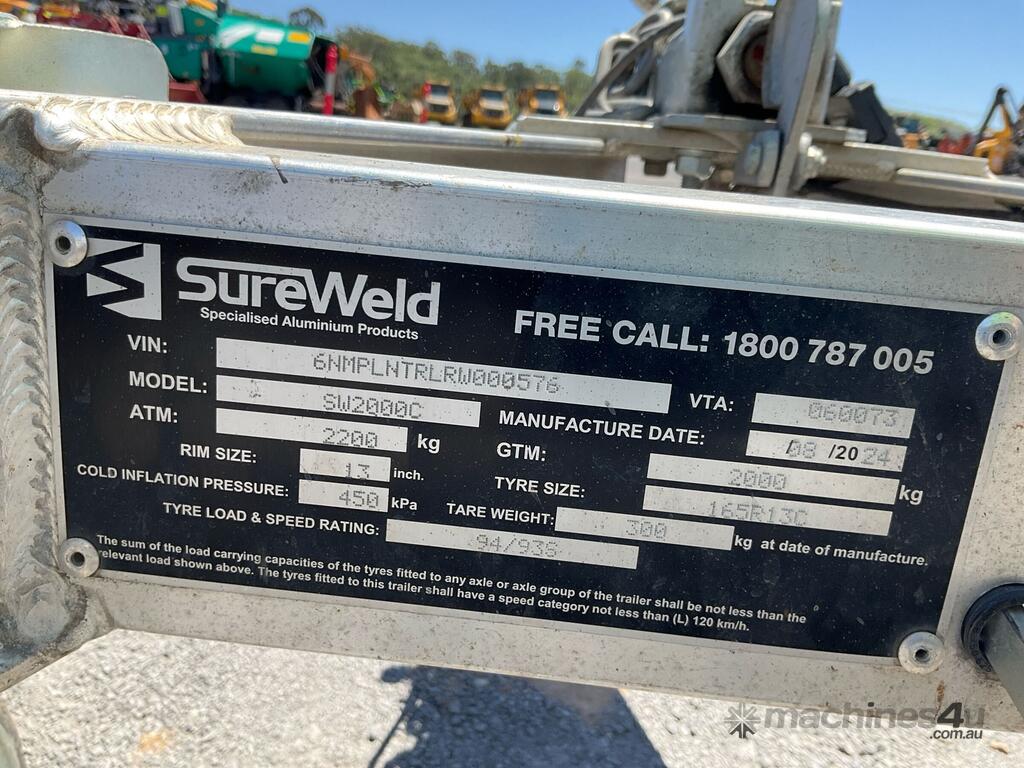 SureWeld
Specialised Aluminium Products
FREE CALL: 1800 787 005
VIN: 6NMPLNTRLRW000576
VTA: 060073
MODEL: SW2000C
MANUFACTURE DATE: 08 /20 24
ATM: 2200 kg
GTM: 2000 kg
RIM SIZE: 13 inch.
TYRE SIZE: 165R13C
COLD INFLATION PRESSURE: 450 kPa
TARE WEIGHT: 300 kg at date of manufacture.
TYRE LOAD & SPEED RATING: 94/93S
The sum of the load carrying capacities of the tyres fitted to any axle or axle group of the trailer shall be not less than the
relevant load shown above. The tyres fitted to this trailer shall have a speed category not less than (L) 120 km/h.
machines4u
.com.au